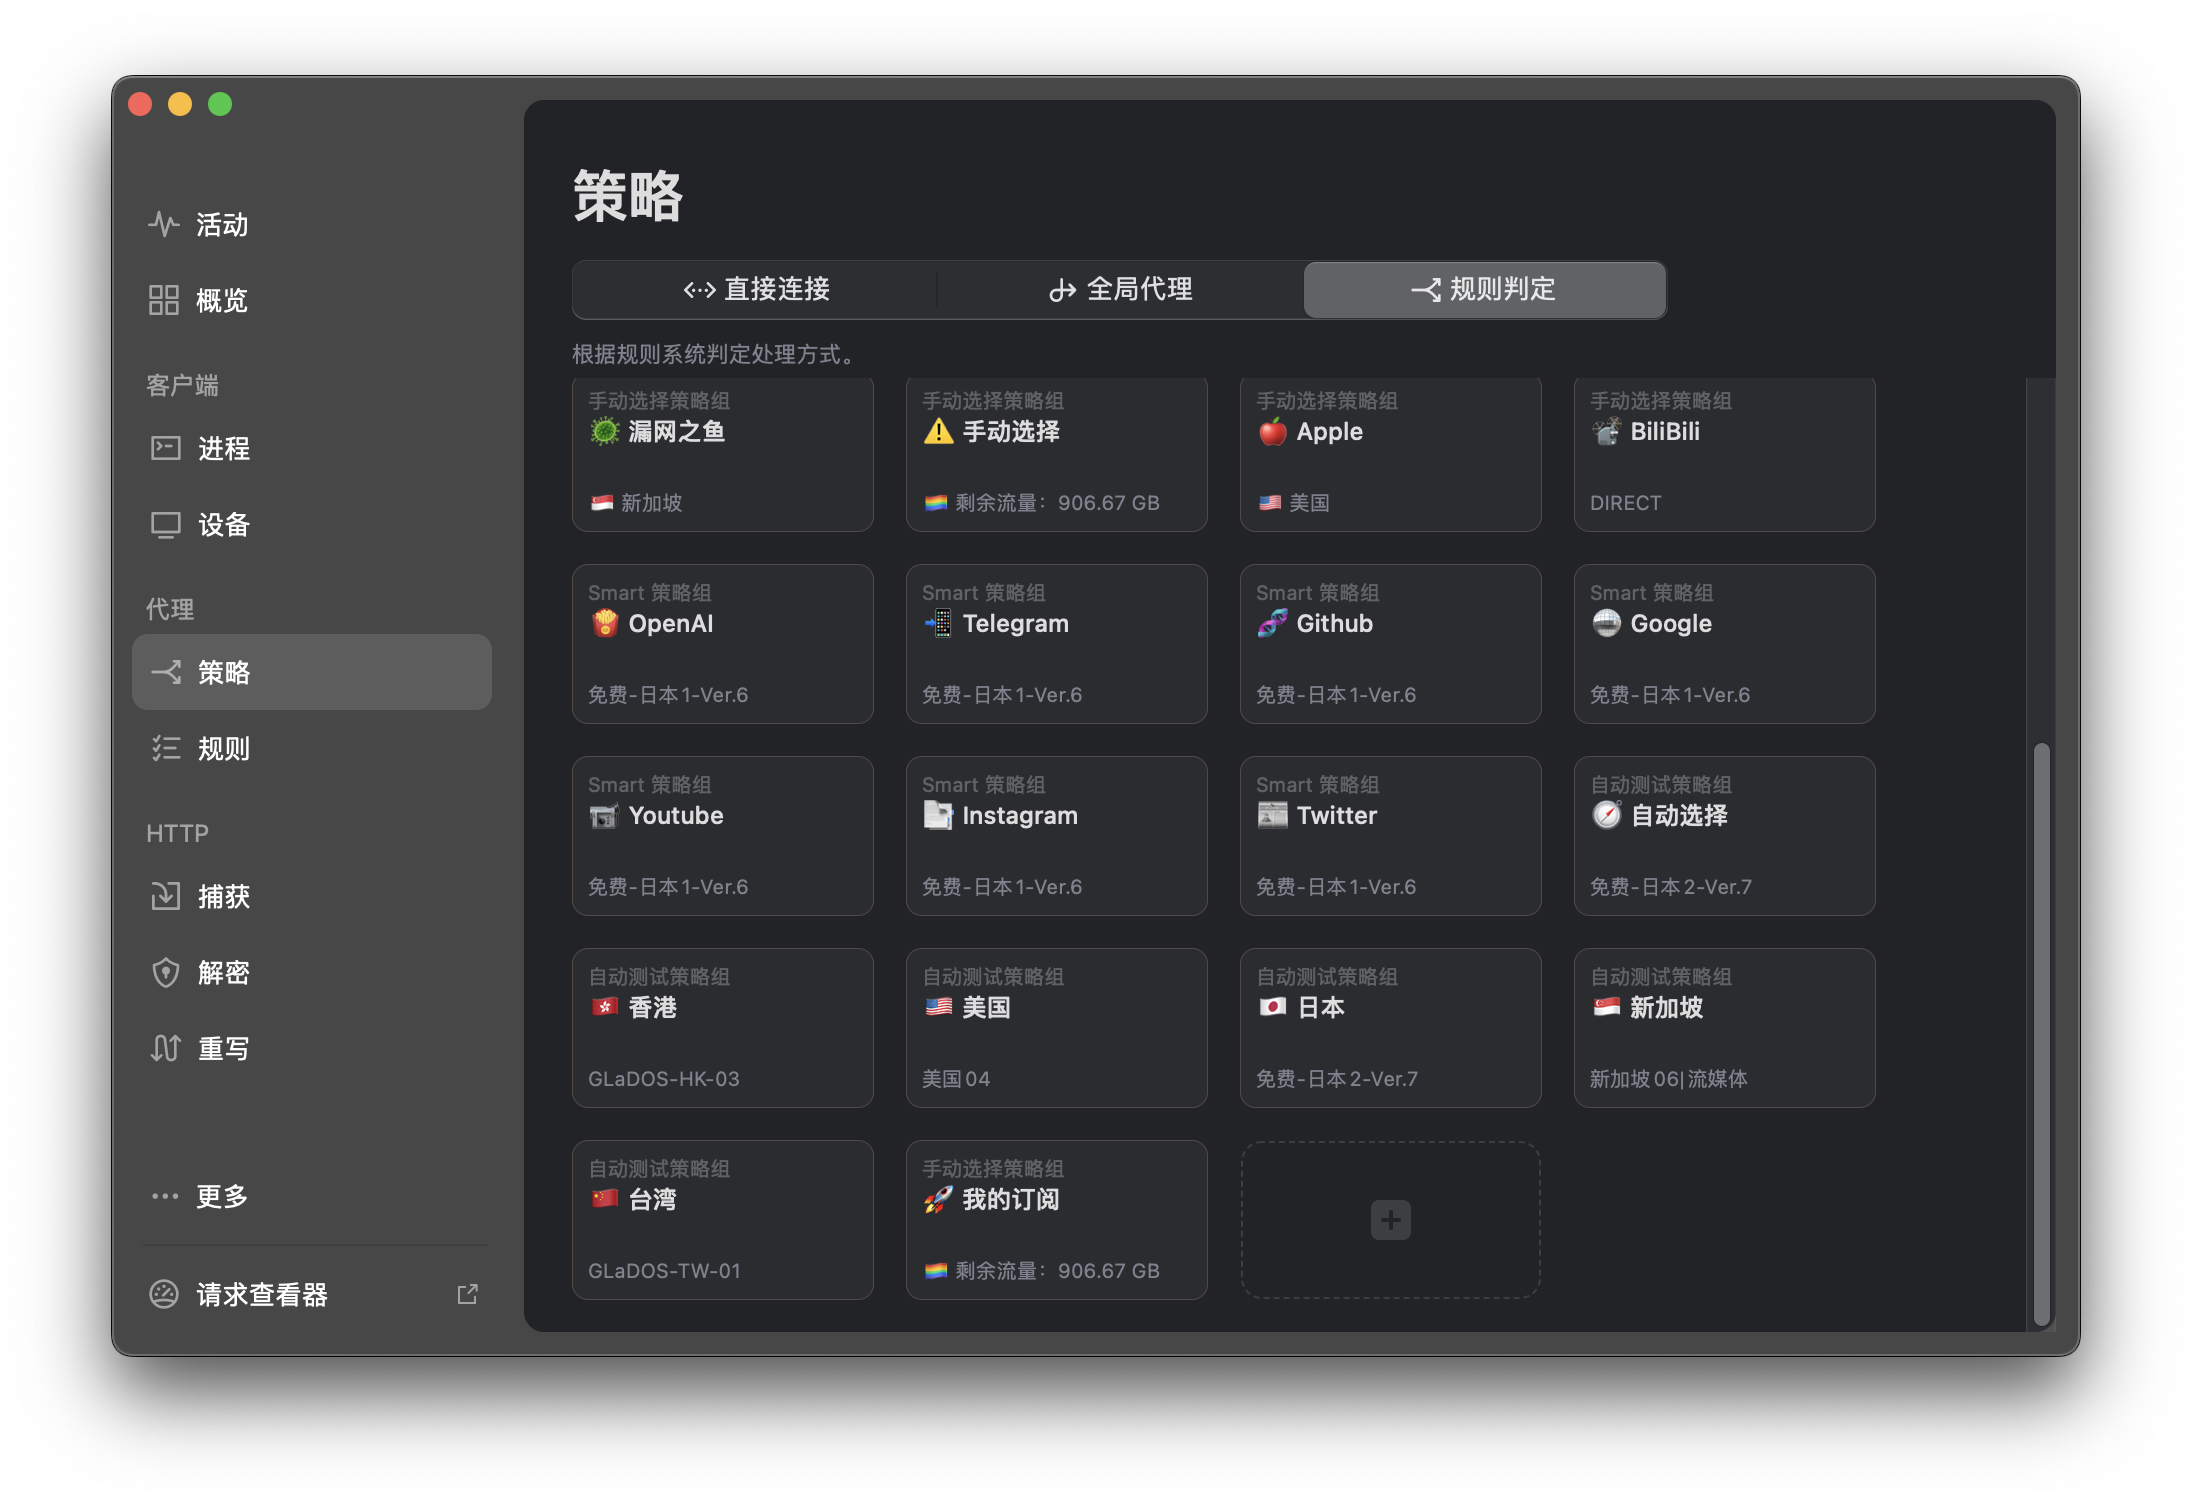 活动
概览
客户端
进程
设备
代理
策略
规则
HTTP
捕获
解密
重写
更多
请求查看器
策略
直接连接
全局代理
规则判定
根据规则系统判定处理方式。
手动选择策略组
漏网之鱼
新加坡
手动选择策略组
手动选择
剩余流量：906.67 GB
手动选择策略组
Apple
美国
手动选择策略组
BiliBili
DIRECT
Smart 策略组
OpenAI
免费-日本1-Ver.6
Smart 策略组
Telegram
免费-日本1-Ver.6
Smart 策略组
Github
免费-日本1-Ver.6
Smart 策略组
Google
免费-日本1-Ver.6
Smart 策略组
Youtube
免费-日本1-Ver.6
Smart 策略组
Instagram
免费-日本1-Ver.6
Smart 策略组
Twitter
免费-日本1-Ver.6
自动测试策略组
自动选择
免费-日本2-Ver.7
自动测试策略组
香港
GLaDOS-HK-03
自动测试策略组
美国
美国04
自动测试策略组
日本
免费-日本2-Ver.7
自动测试策略组
新加坡
新加坡06|流媒体
自动测试策略组
台湾
GLaDOS-TW-01
手动选择策略组
我的订阅
剩余流量：906.67 GB